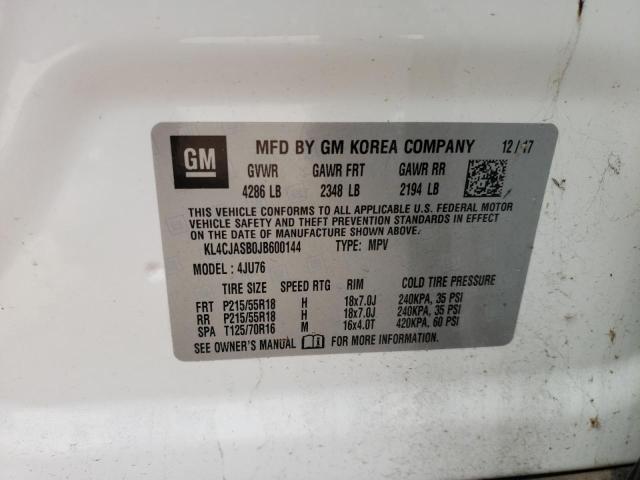 GM MFD BY GM KOREA COMPANY 12/17
GVWR GAWR FRT GAWR RR
4286 LB 2348 LB 2194 LB
THIS VEHICLE CONFORMS TO ALL APPLICABLE U.S. FEDERAL MOTOR
VEHICLE SAFETY AND THEFT PREVENTION STANDARDS IN EFFECT
ON THE DATE OF MANUFACTURE SHOWN ABOVE.
KL4CJASB0JB600144 TYPE: MPV
MODEL : 4JU76
TIRE SIZE SPEED RTG RIM COLD TIRE PRESSURE
FRT P215/55R18 H 18x7.0J 240KPA, 35 PSI
RR P215/55R18 H 18x7.0J 240KPA, 35 PSI
SPA T125/70R16 M 16x4.0T 420KPA, 60 PSI
SEE OWNER'S MANUAL FOR MORE INFORMATION